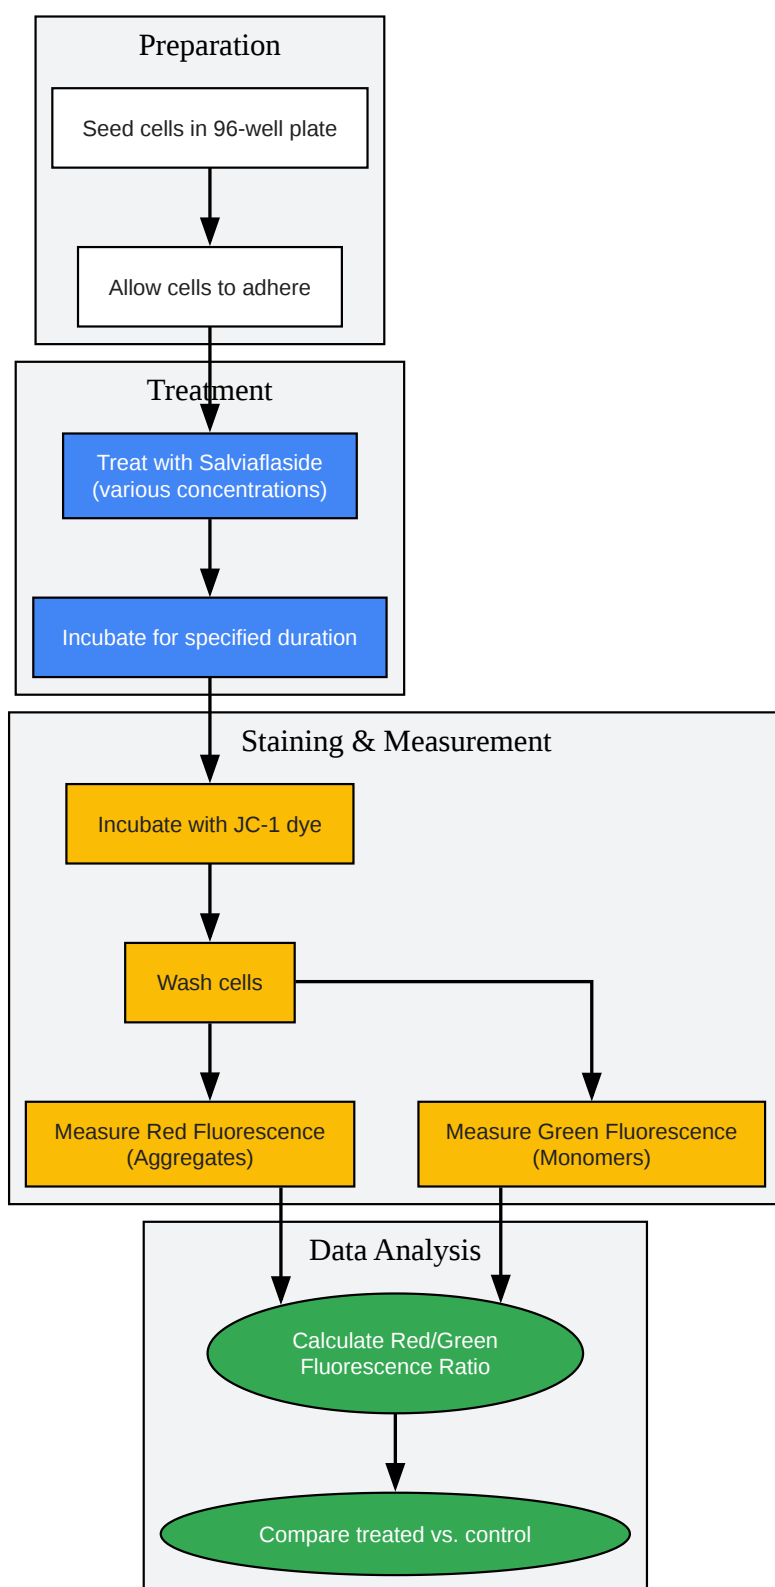 Preparation
Seed cells in 96-well plate
Allow cells to adhere
Treatment
Treat with Salviaflaside
(various concentrations)
Incubate for specified duration
Staining & Measurement
Incubate with JC-1 dye
Wash cells
Measure Red Fluorescence
(Aggregates)
Measure Green Fluorescence
(Monomers)
Data Analysis
Calculate Red/Green
Fluorescence Ratio
Compare treated vs. control